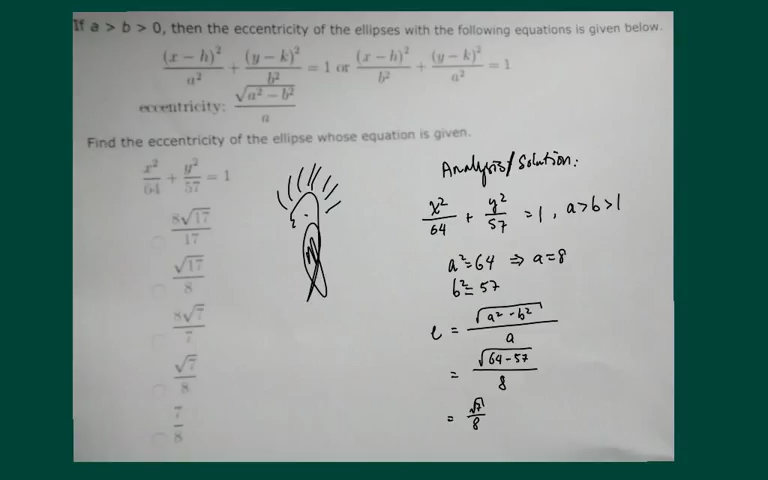 If a > b > 0, then the eccentricity of the ellipses with the following equations is given below.
(x − h)²/a² + (y − k)²/b² = 1 or (x − h)²/b² + (y − k)²/a² = 1
eccentricity: √(a² − b²)/a
Find the eccentricity of the ellipse whose equation is given.
x²/64 + y²/57 = 1
8√17/17
√17/8
8√7/7
√7/8
7/8
Analysis/Solution:
x²/64 + y²/57 = 1, a>b>1
a²=64 ⇒ a=8
b²=57
e = √(a² − b²)/a
= √(64−57)/8
= √7/8